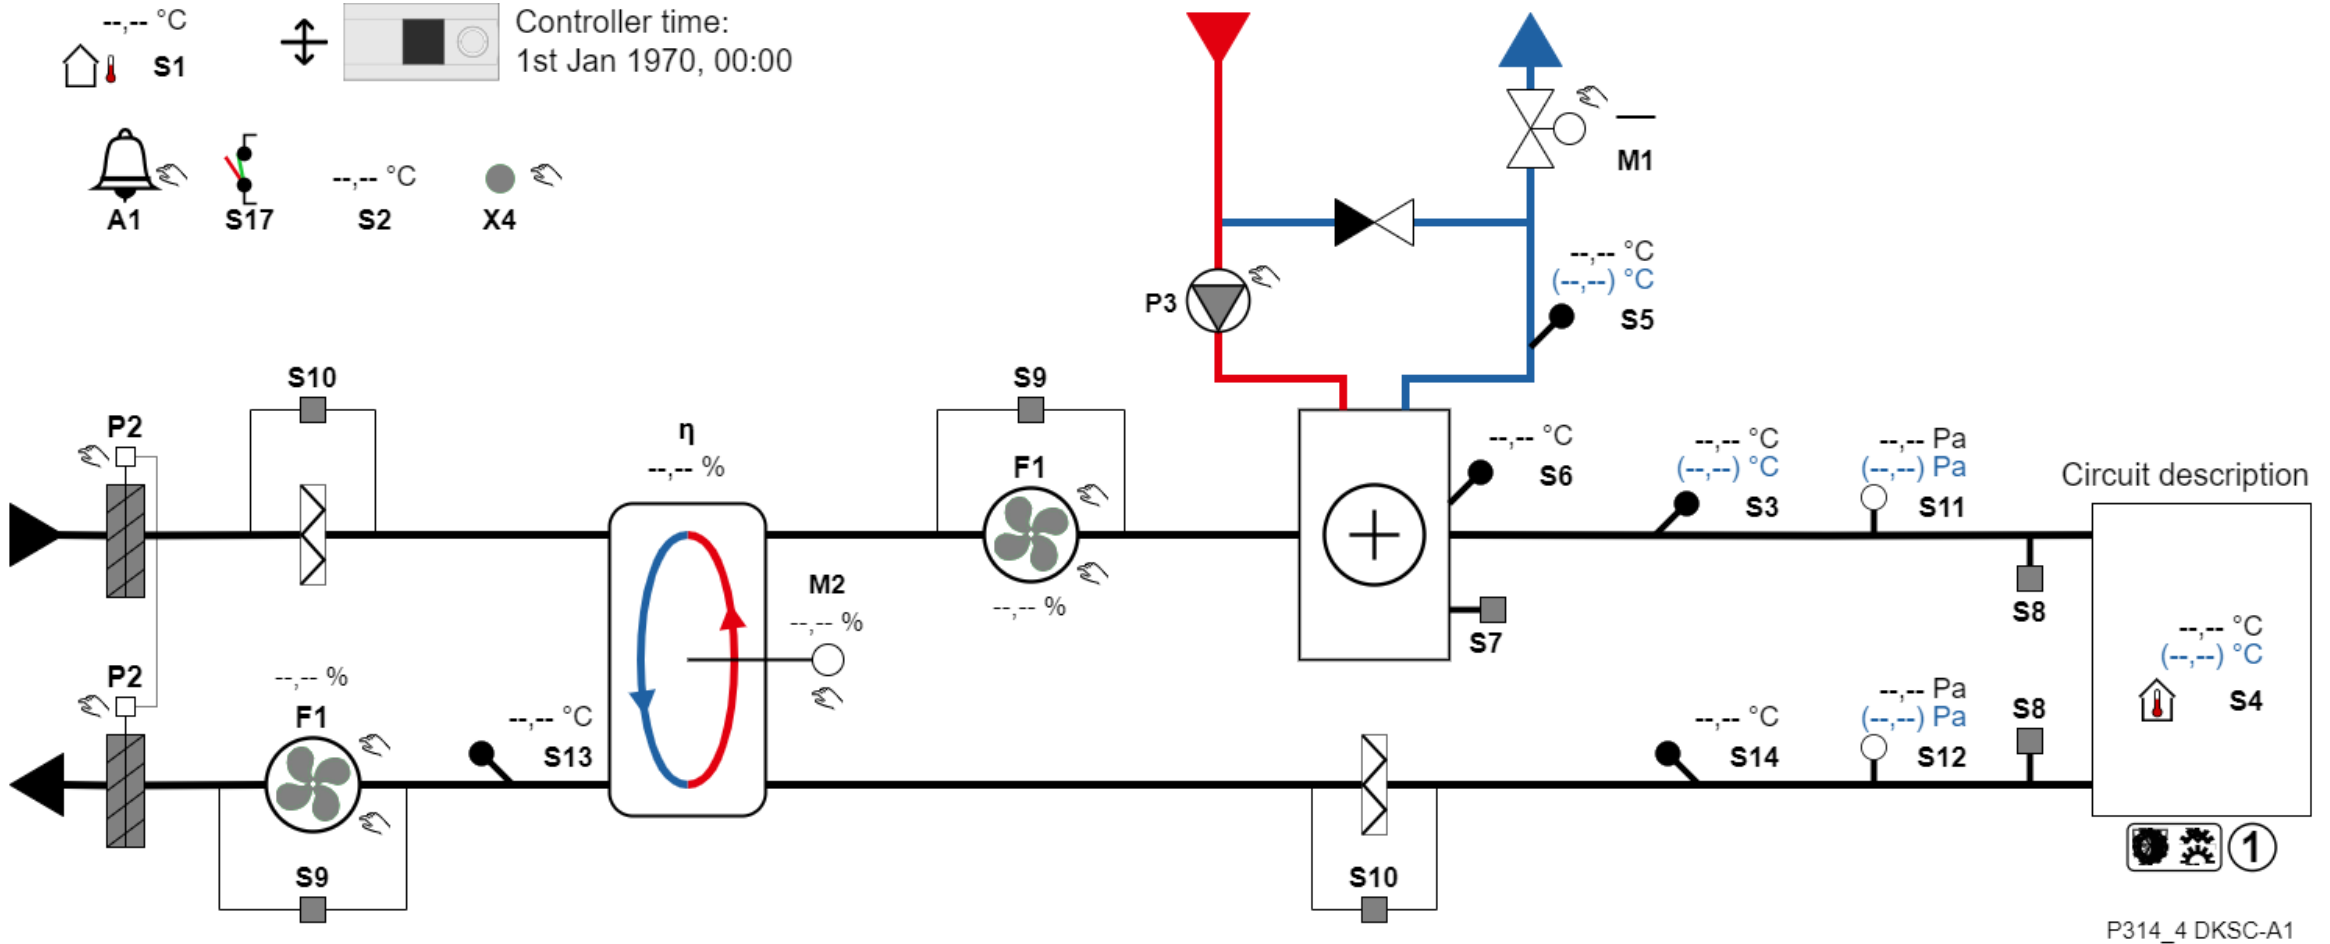 --,-- °C
S1
Controller time:
1st Jan 1970, 00:00
A1
S17
--,-- °C
S2
X4
M1
--,-- °C
(--,--) °C
S5
P3
S10
S9
P2
η
--,-- %
F1
--,-- %
--,-- °C
S6
--,-- °C
(--,--) °C
S3
--,-- Pa
(--,--) Pa
S11
Circuit description
M2
--,-- %
S7
S8
--,-- °C
(--,--) °C
S4
P2
--,-- %
F1
--,-- °C
S13
--,-- °C
S14
--,-- Pa
(--,--) Pa
S12
S8
S9
S10
1
P314_4 DKSC-A1